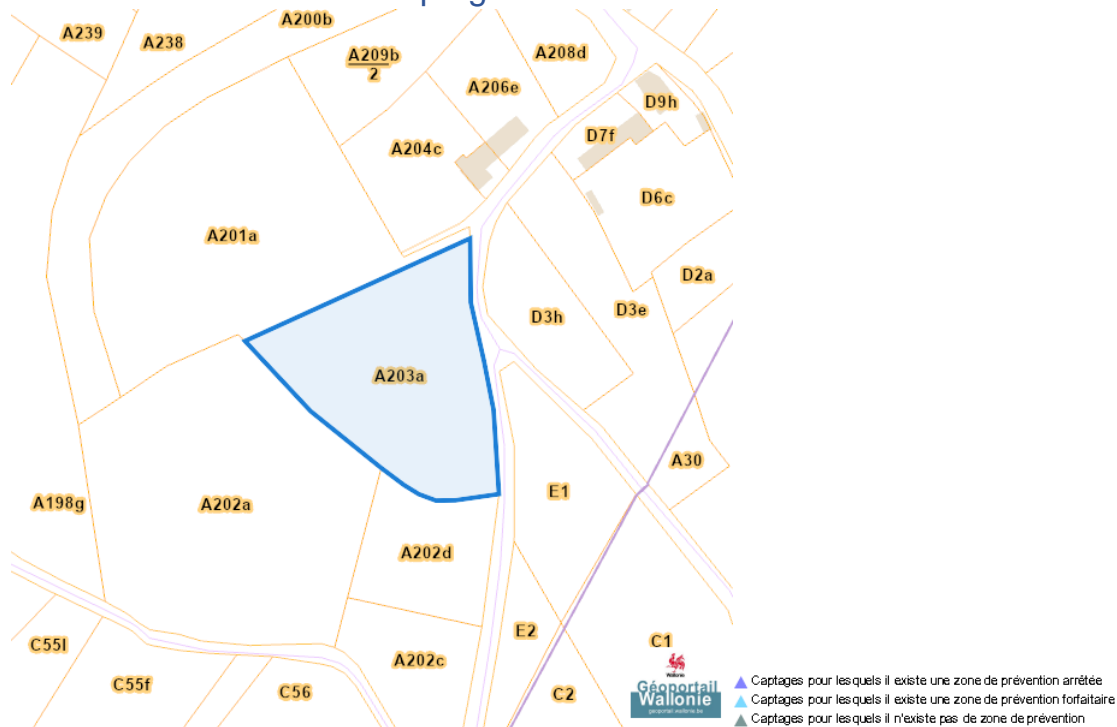 A239
A238
A200b
A209b
2
A208d
A206e
D9h
D7f
A204c
D6c
A201a
D2a
D3h
D3e
A203a
A30
E1
A198g
A202a
A202d
E2
C1
C55l
A202c
C55f
C56
C2
Wallonie
Géoportail
Wallonie
geoportail.wallonie.be
Captages pour lesquels il existe une zone de prévention arrêtée
Captages pour lesquels il existe une zone de prévention forfaitaire
Captages pour lesquels il n'existe pas de zone de prévention